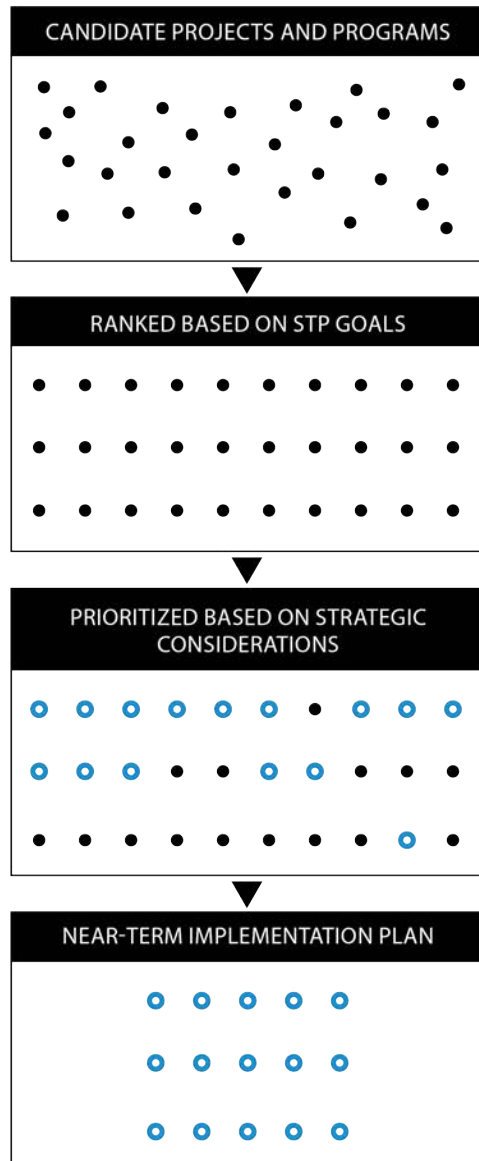 CANDIDATE PROJECTS AND PROGRAMS
RANKED BASED ON STP GOALS
PRIORITIZED BASED ON STRATEGIC
CONSIDERATIONS
NEAR-TERM IMPLEMENTATION PLAN